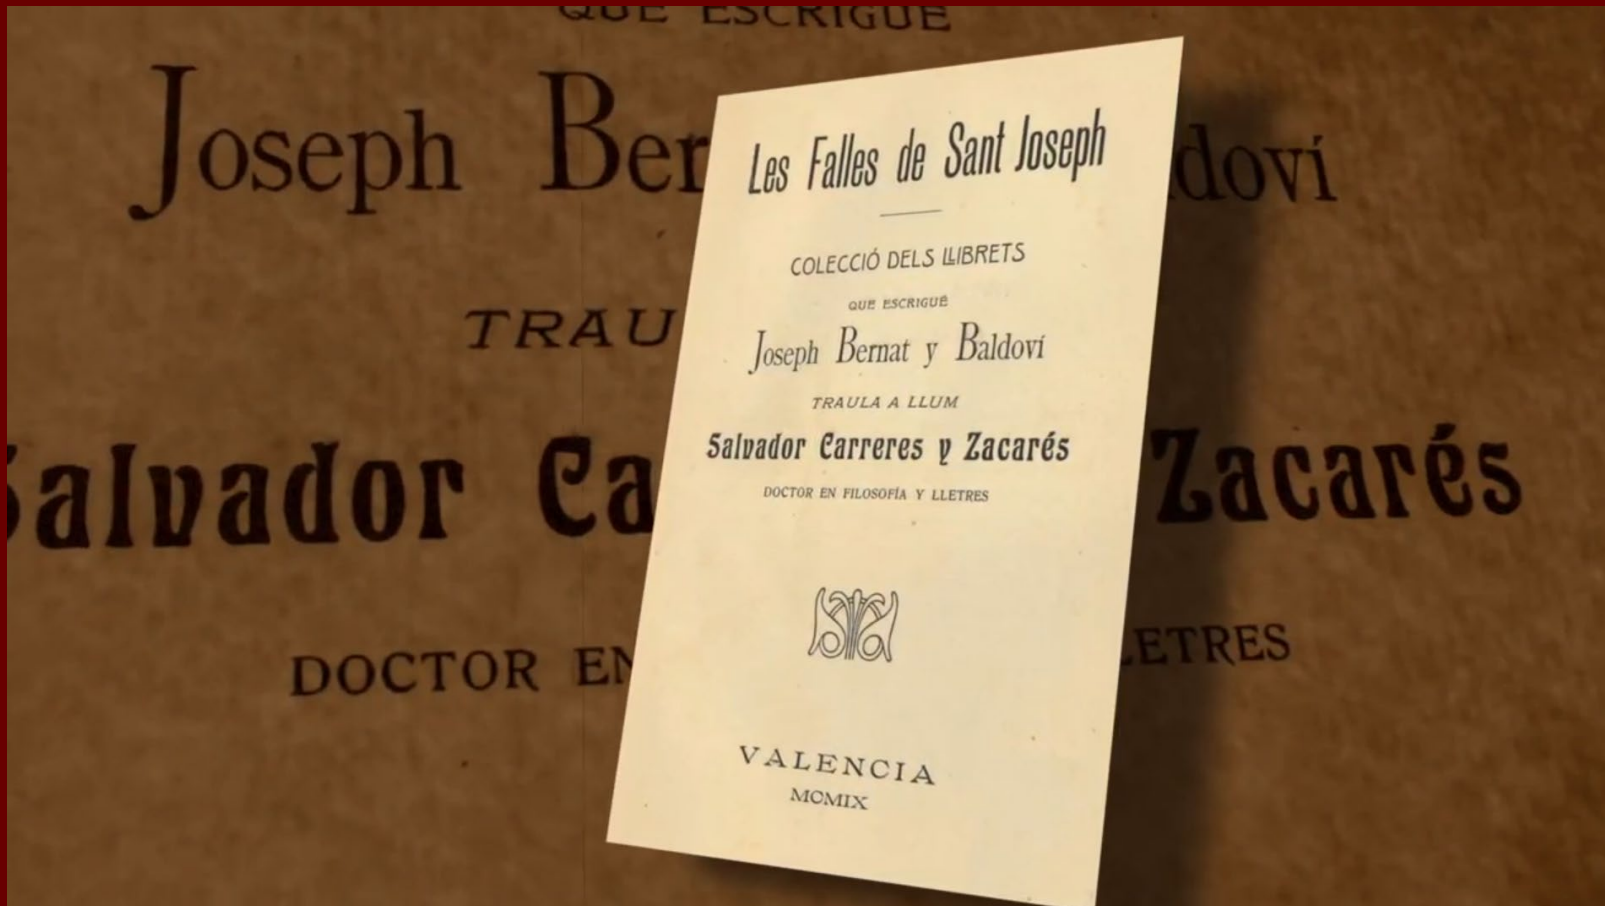 QUE ESCRIGUÉ
Joseph Ber doví
TRAU
Salvador Ca Zacarés
DOCTOR EN LETRES
Les Falles de Sant Joseph
COLECCIÓ DELS LLIBRETS
QUE ESCRIGUÉ
Joseph Bernat y Baldoví
TRAULA A LLUM
Salvador Carreres y Zacarés
DOCTOR EN FILOSOFÍA Y LLETRES
VALENCIA
MCMIX